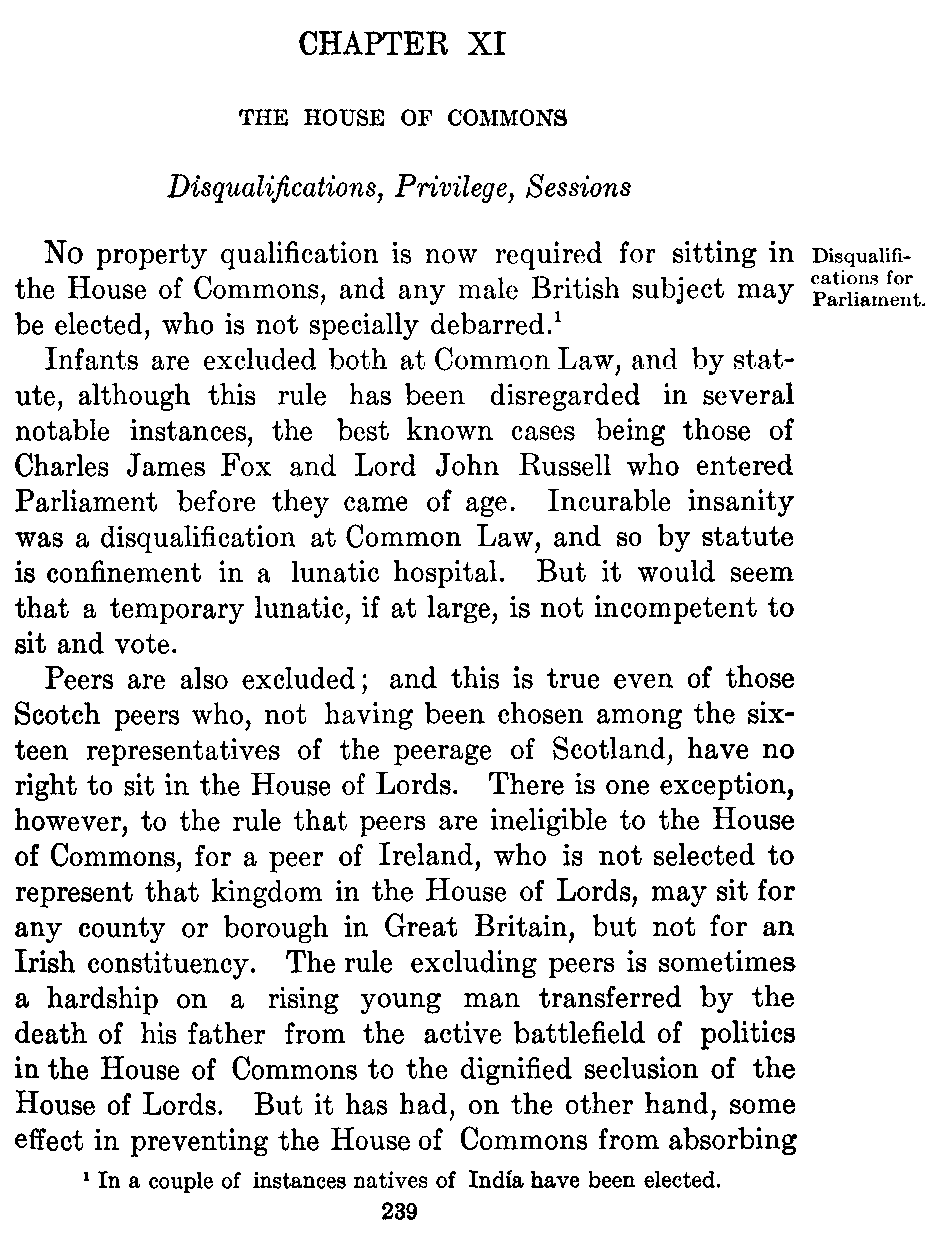 CHAPTER XI
THE HOUSE OF COMMONS
Disqualifications, Privilege, Sessions
No property qualification is now required for sitting in
the House of Commons, and any male British subject may
be elected, who is not specially debarred.¹
Disqualifi-
cations for
Parliament.
Infants are excluded both at Common Law, and by stat-
ute, although this rule has been disregarded in several
notable instances, the best known cases being those of
Charles James Fox and Lord John Russell who entered
Parliament before they came of age. Incurable insanity
was a disqualification at Common Law, and so by statute
is confinement in a lunatic hospital. But it would seem
that a temporary lunatic, if at large, is not incompetent to
sit and vote.
Peers are also excluded; and this is true even of those
Scotch peers who, not having been chosen among the six-
teen representatives of the peerage of Scotland, have no
right to sit in the House of Lords. There is one exception,
however, to the rule that peers are ineligible to the House
of Commons, for a peer of Ireland, who is not selected to
represent that kingdom in the House of Lords, may sit for
any county or borough in Great Britain, but not for an
Irish constituency. The rule excluding peers is sometimes
a hardship on a rising young man transferred by the
death of his father from the active battlefield of politics
in the House of Commons to the dignified seclusion of the
House of Lords. But it has had, on the other hand, some
effect in preventing the House of Commons from absorbing
¹ In a couple of instances natives of India have been elected.
239